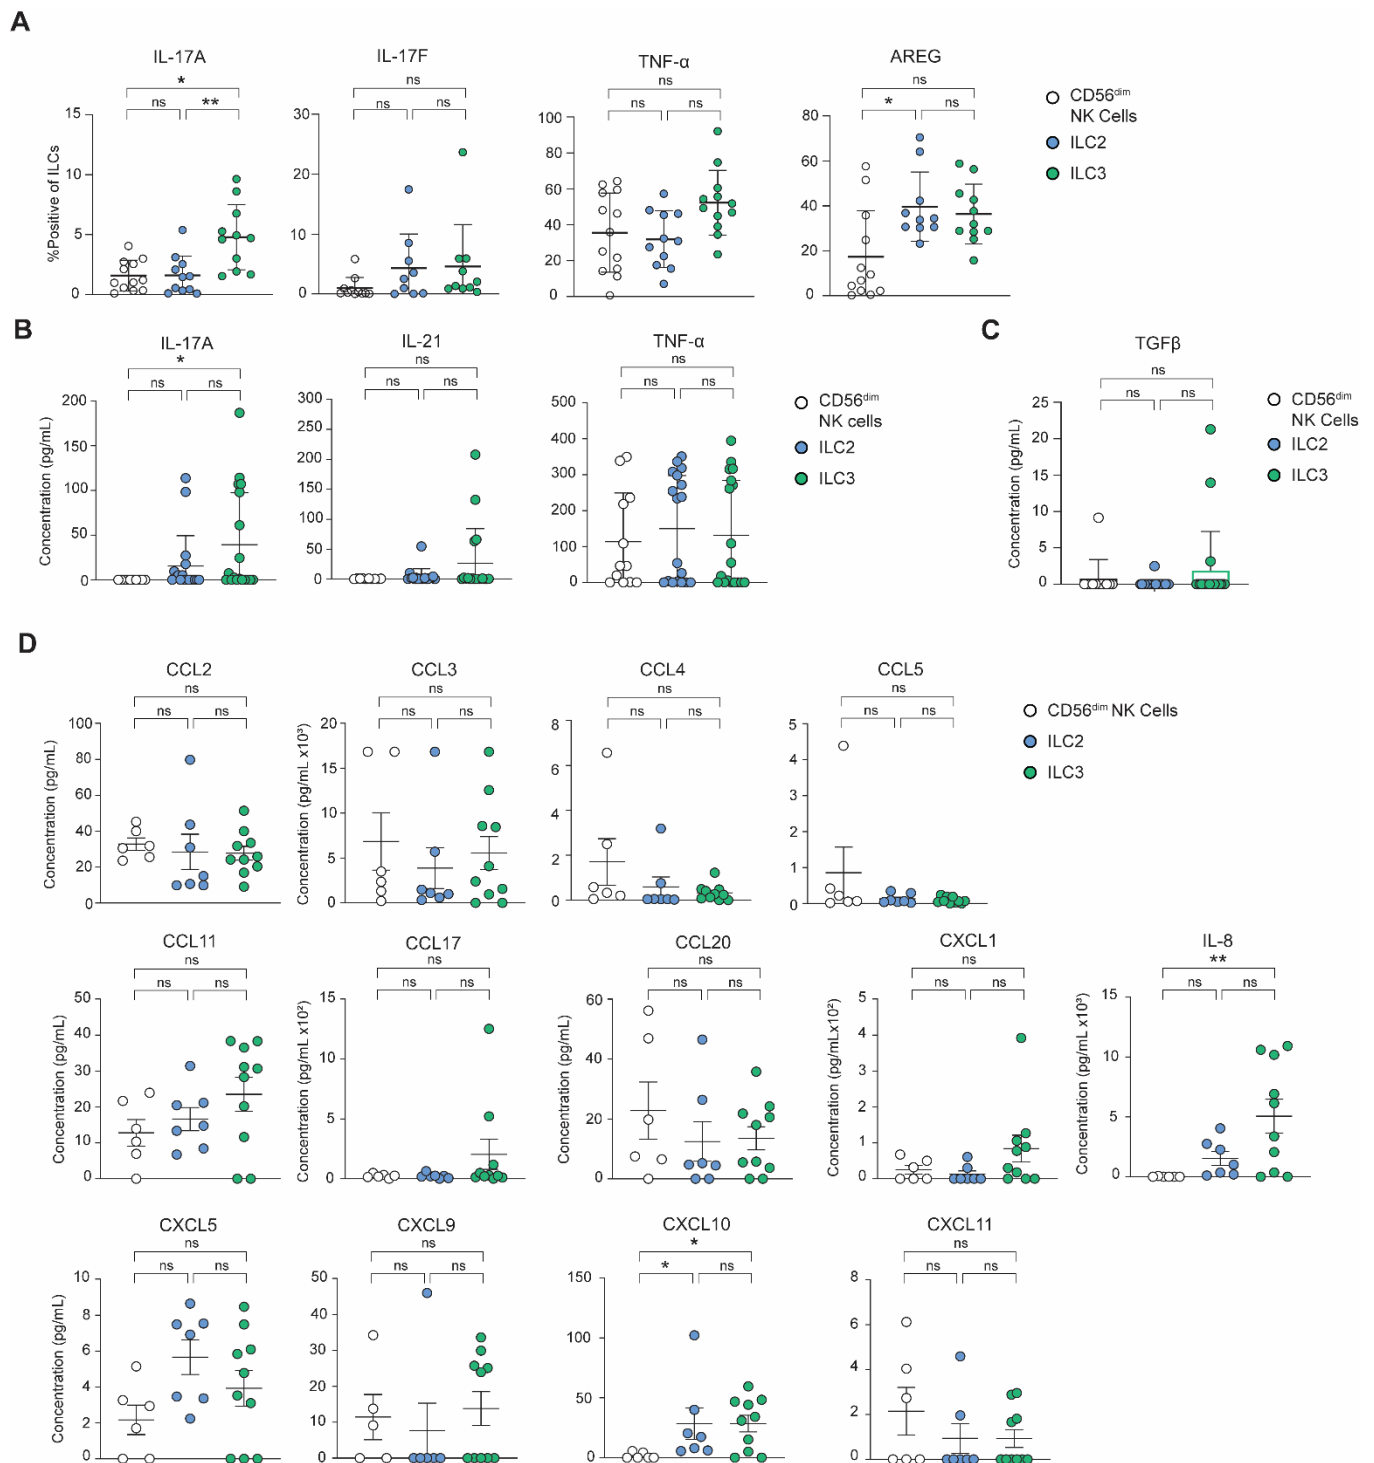 A
IL-17A
IL-17F
TNF-α
AREG
*
ns
ns
ns
ns
**
ns
ns
ns
ns
*
ns
%Positive of ILCs
15
10
5
0
30
20
10
0
100
80
60
40
20
0
80
60
40
20
0
CD56dim
NK Cells
ILC2
ILC3
B
IL-17A
IL-21
TNF-α
*
ns
ns
ns
ns
ns
ns
ns
ns
Concentration (pg/mL)
200
150
100
50
0
300
250
200
150
100
50
0
500
400
300
200
100
0
CD56dim
NK cells
ILC2
ILC3
C
TGFβ
ns
ns
ns
Concentration (pg/mL)
25
20
15
10
5
0
CD56dim
NK Cells
ILC2
ILC3
D
CCL2
CCL3
CCL4
CCL5
ns
ns
ns
ns
ns
ns
ns
ns
ns
ns
ns
ns
Concentration (pg/mL)
100
80
60
40
20
0
Concentration (pg/mL x10³)
20
15
10
5
0
8
6
4
2
0
5
4
3
2
1
0
CD56dim NK Cells
ILC2
ILC3
CCL11
CCL17
CCL20
CXCL1
IL-8
ns
ns
ns
ns
**
ns
ns
ns
ns
ns
ns
ns
ns
ns
ns
Concentration (pg/mL)
50
40
30
20
10
0
Concentration (pg/mL x10²)
15
10
5
0
Concentration (pg/mL)
60
40
20
0
Concentration (pg/mLx10²)
5
4
3
2
1
0
Concentration (pg/mL x10³)
15
10
5
0
CXCL5
CXCL9
CXCL10
CXCL11
ns
ns
*
ns
ns
ns
ns
ns
*
ns
ns
ns
Concentration (pg/mL)
10
8
6
4
2
0
50
40
30
20
10
0
150
100
50
0
8
6
4
2
0